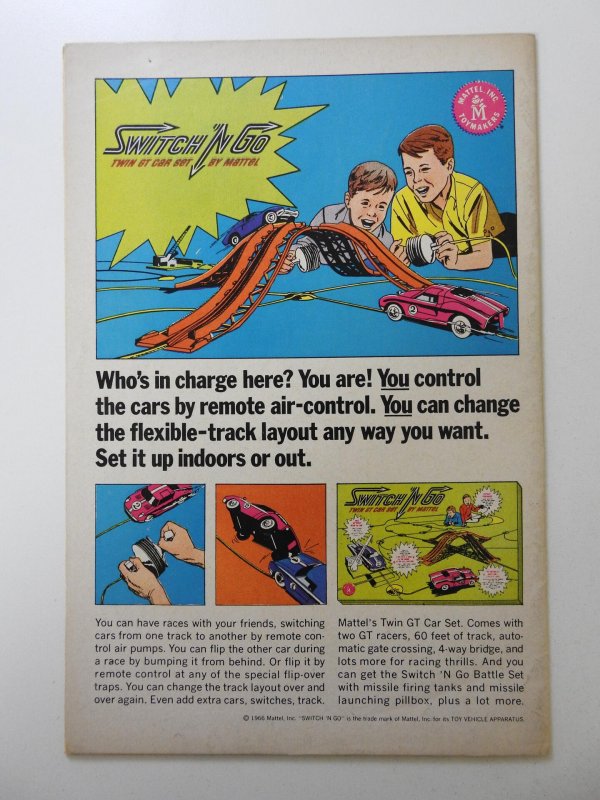 SWITCH 'N GO
TWIN GT CAR SET BY MATTEL
MATTEL, INC.
M
TOYMAKERS
2
Who's in charge here? You are! You control
the cars by remote air-control. You can change
the flexible-track layout any way you want.
Set it up indoors or out.
SWITCH 'N GO
TWIN GT CAR SET BY MATTEL
You can have races with your friends, switching
cars from one track to another by remote con-
trol air pumps. You can flip the other car during
a race by bumping it from behind. Or flip it by
remote control at any of the special flip-over
traps. You can change the track layout over and
over again. Even add extra cars, switches, track.
Mattel's Twin GT Car Set. Comes with
two GT racers, 60 feet of track, auto-
matic gate crossing, 4-way bridge, and
lots more for racing thrills. And you
can get the Switch 'N Go Battle Set
with missile firing tanks and missile
launching pillbox, plus a lot more.
© 1966 Mattel, Inc. "SWITCH 'N GO" is the trade mark of Mattel, Inc. for its TOY VEHICLE APPARATUS.